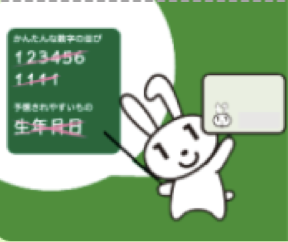 かんたんな数字の並び
123456
1111
予想されやすいもの
生年月日